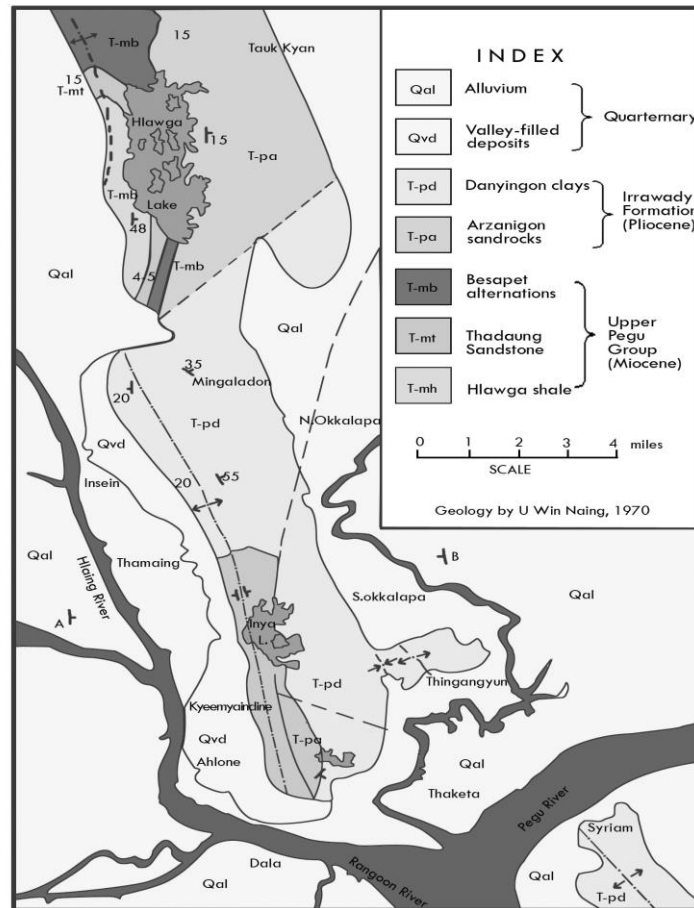 T-mb
15
Tauk Kyan
15
T-mt
Hlawga
15
T-pa
T-mb
Lake
48
T-mb
4-5
Qal
Qal
35
Mingaladon
20
T-pd
N.Okkalapa
Qvd
Insein
20
55
Qal
Thamaing
Hlaing River
B
S.okkalapa
Qal
A
Inya
L.
T-pd
Thingangyun
Kyeemyaindine
Qvd
T-pa
Ahlone
Qal
Thaketa
Pegu River
Syriam
Dala
Qal
Rangoon River
Qal
T-pd
INDEX
Qal Alluvium
Qvd Valley-filled
deposits
Quaternary
T-pd Danyingon clays
T-pa Arzanigon
sandrocks
Irrawady
Formation
(Pliocene)
T-mb Besapet
alternations
T-mt Thadaung
Sandstone
T-mh Hlawga shale
Upper
Pegu
Group
(Miocene)
0 1 2 3 4 miles
SCALE
Geology by U Win Naing, 1970